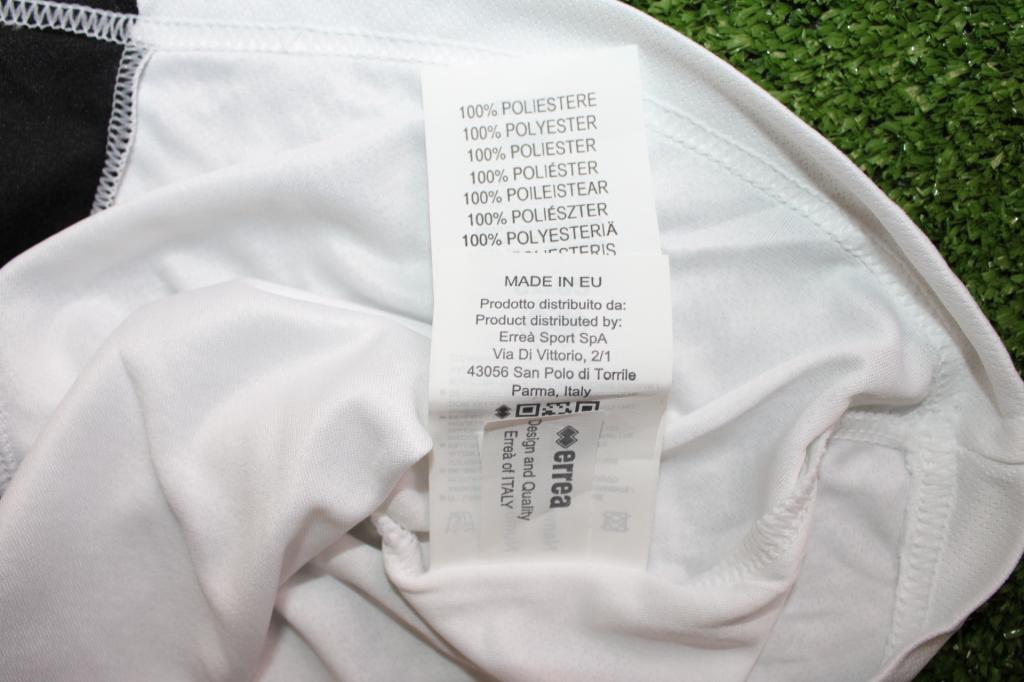 100% POLIESTERE
100% POLYESTER
100% POLIESTER
100% POLIÉSTER
100% POILEISTEAR
100% POLIÉSZTER
100% POLYESTERIÄ
MADE IN EU
Prodotto distribuito da:
Product distributed by:
Erreà Sport SpA
Via Di Vittorio, 2/1
43056 San Polo di Torrile
Parma, Italy
errea
Design and Quality
Erreà of ITALY